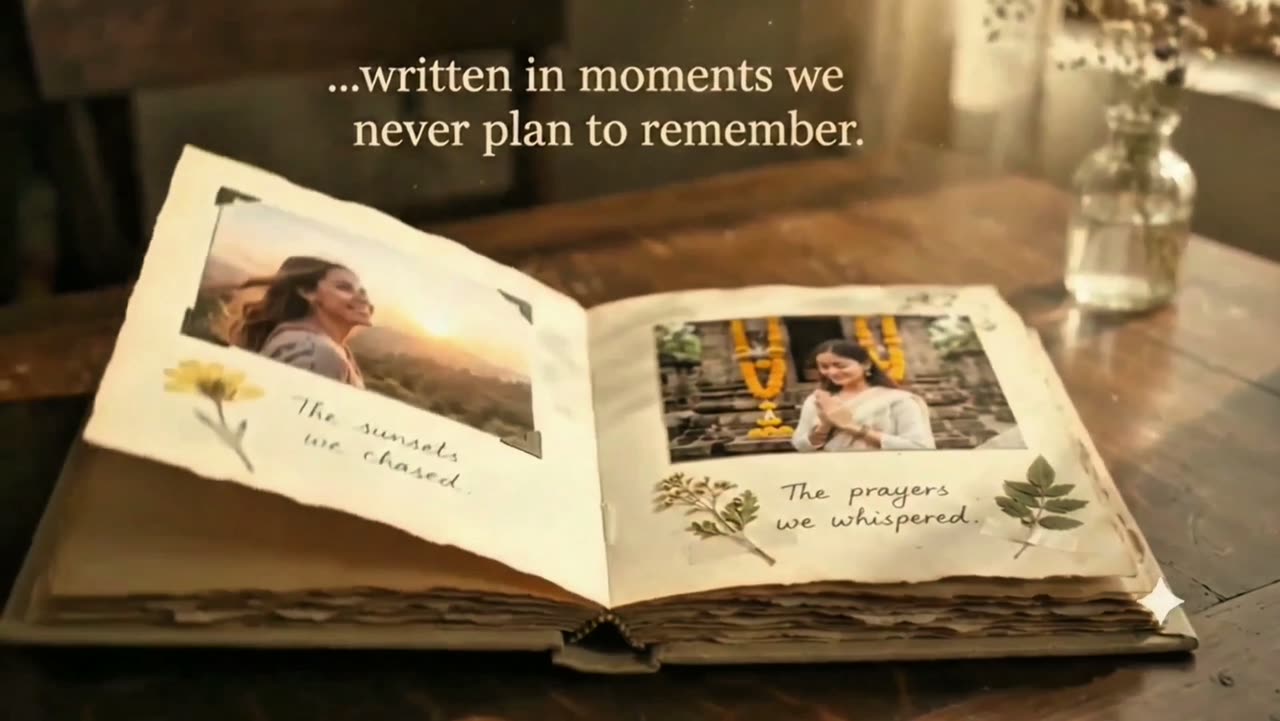 ...written in moments we
never plan to remember.
The sunsets
we chased.
The prayers
we whispered.